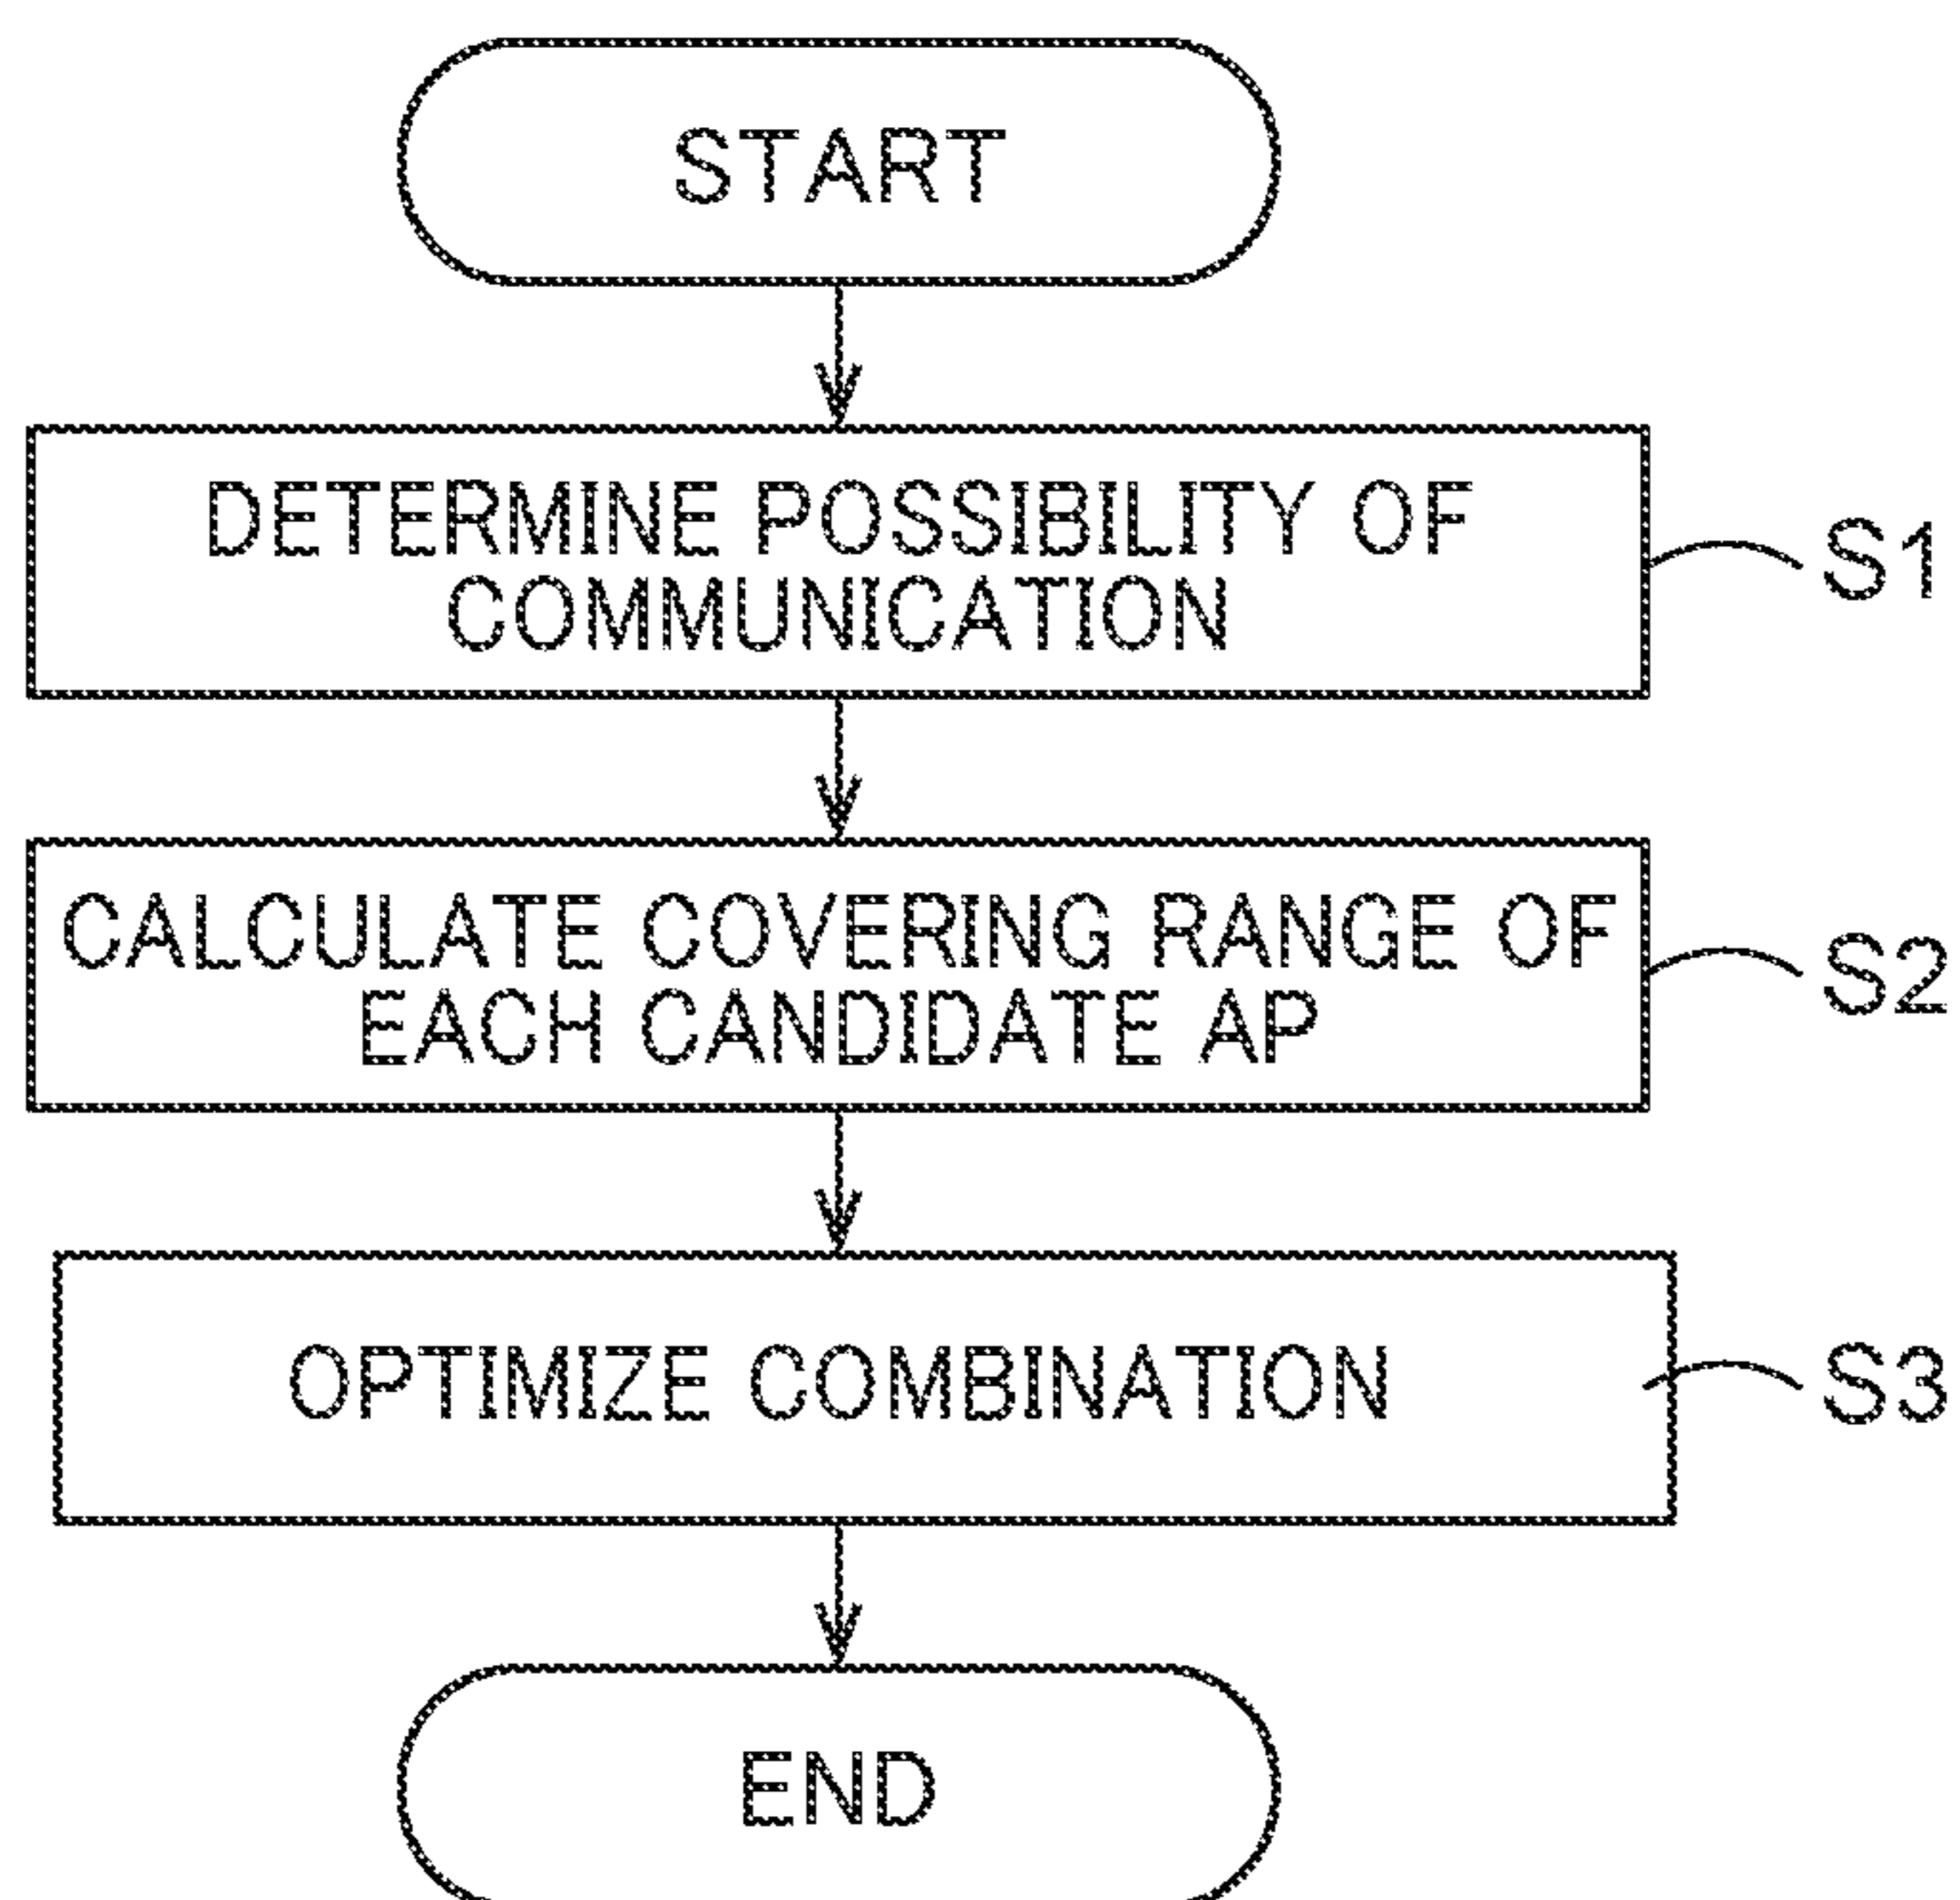 START
DETERMINE POSSIBILITY OF
COMMUNICATION
S1
CALCULATE COVERING RANGE OF
EACH CANDIDATE AP
S2
OPTIMIZE COMBINATION
S3
END